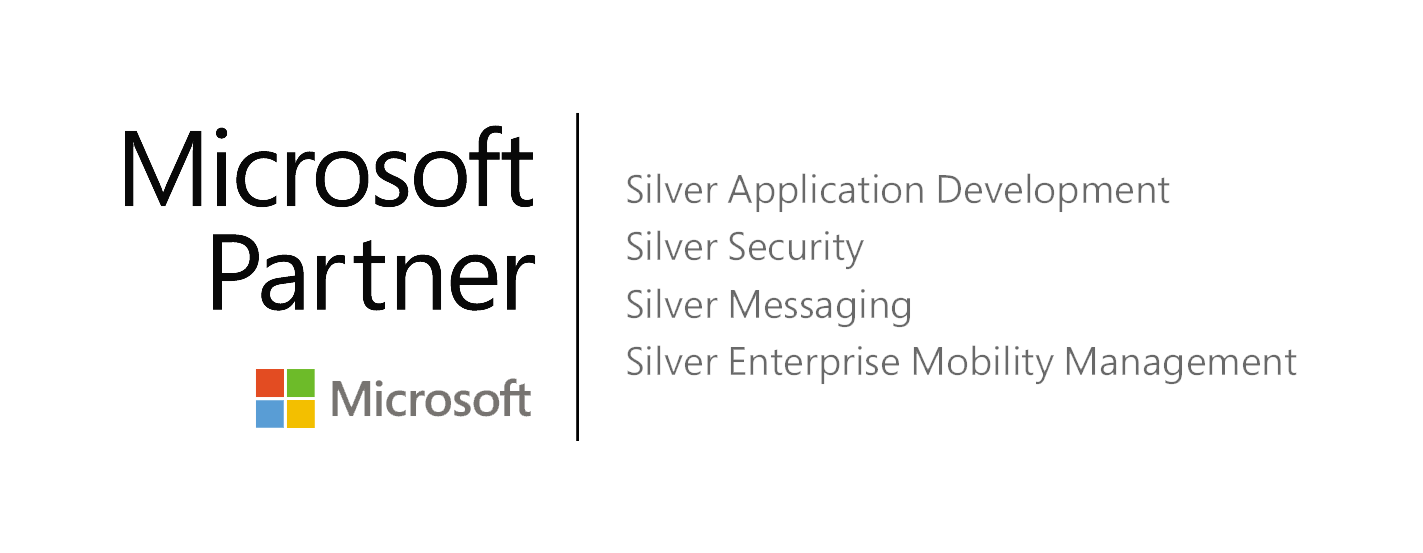 Microsoft
Partner
Microsoft
Silver Application Development
Silver Security
Silver Messaging
Silver Enterprise Mobility Management